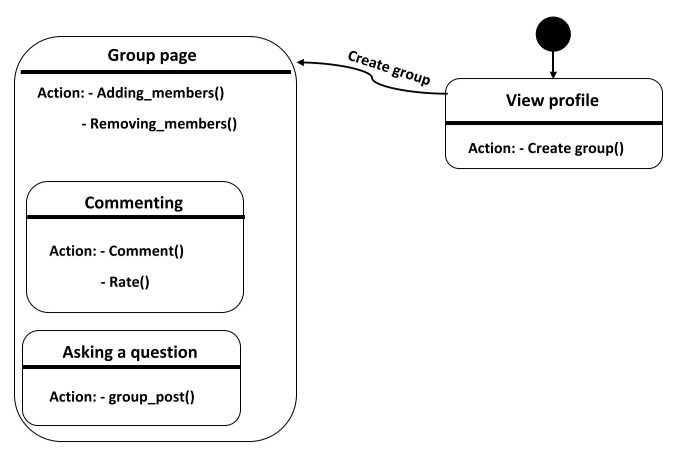 Group page
Action: - Adding_members()
- Removing_members()
Commenting
Action: - Comment()
- Rate()
Asking a question
Action: - group_post()
Create group
View profile
Action: - Create group()